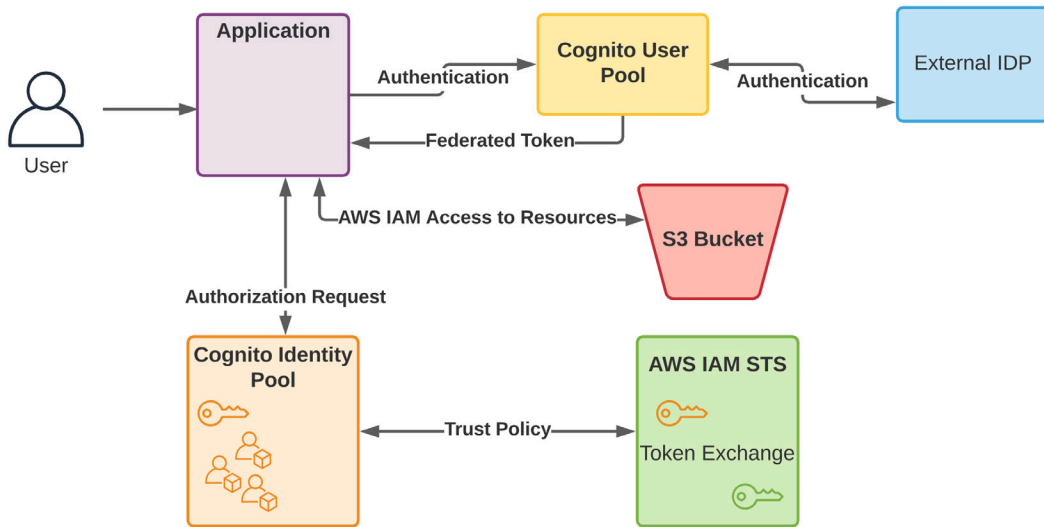 Application
Cognito User
Pool
External IDP
Authentication
Authentication
Federated Token
User
AWS IAM Access to Resources
S3 Bucket
Authorization Request
Cognito Identity
Pool
AWS IAM STS
Trust Policy
Token Exchange